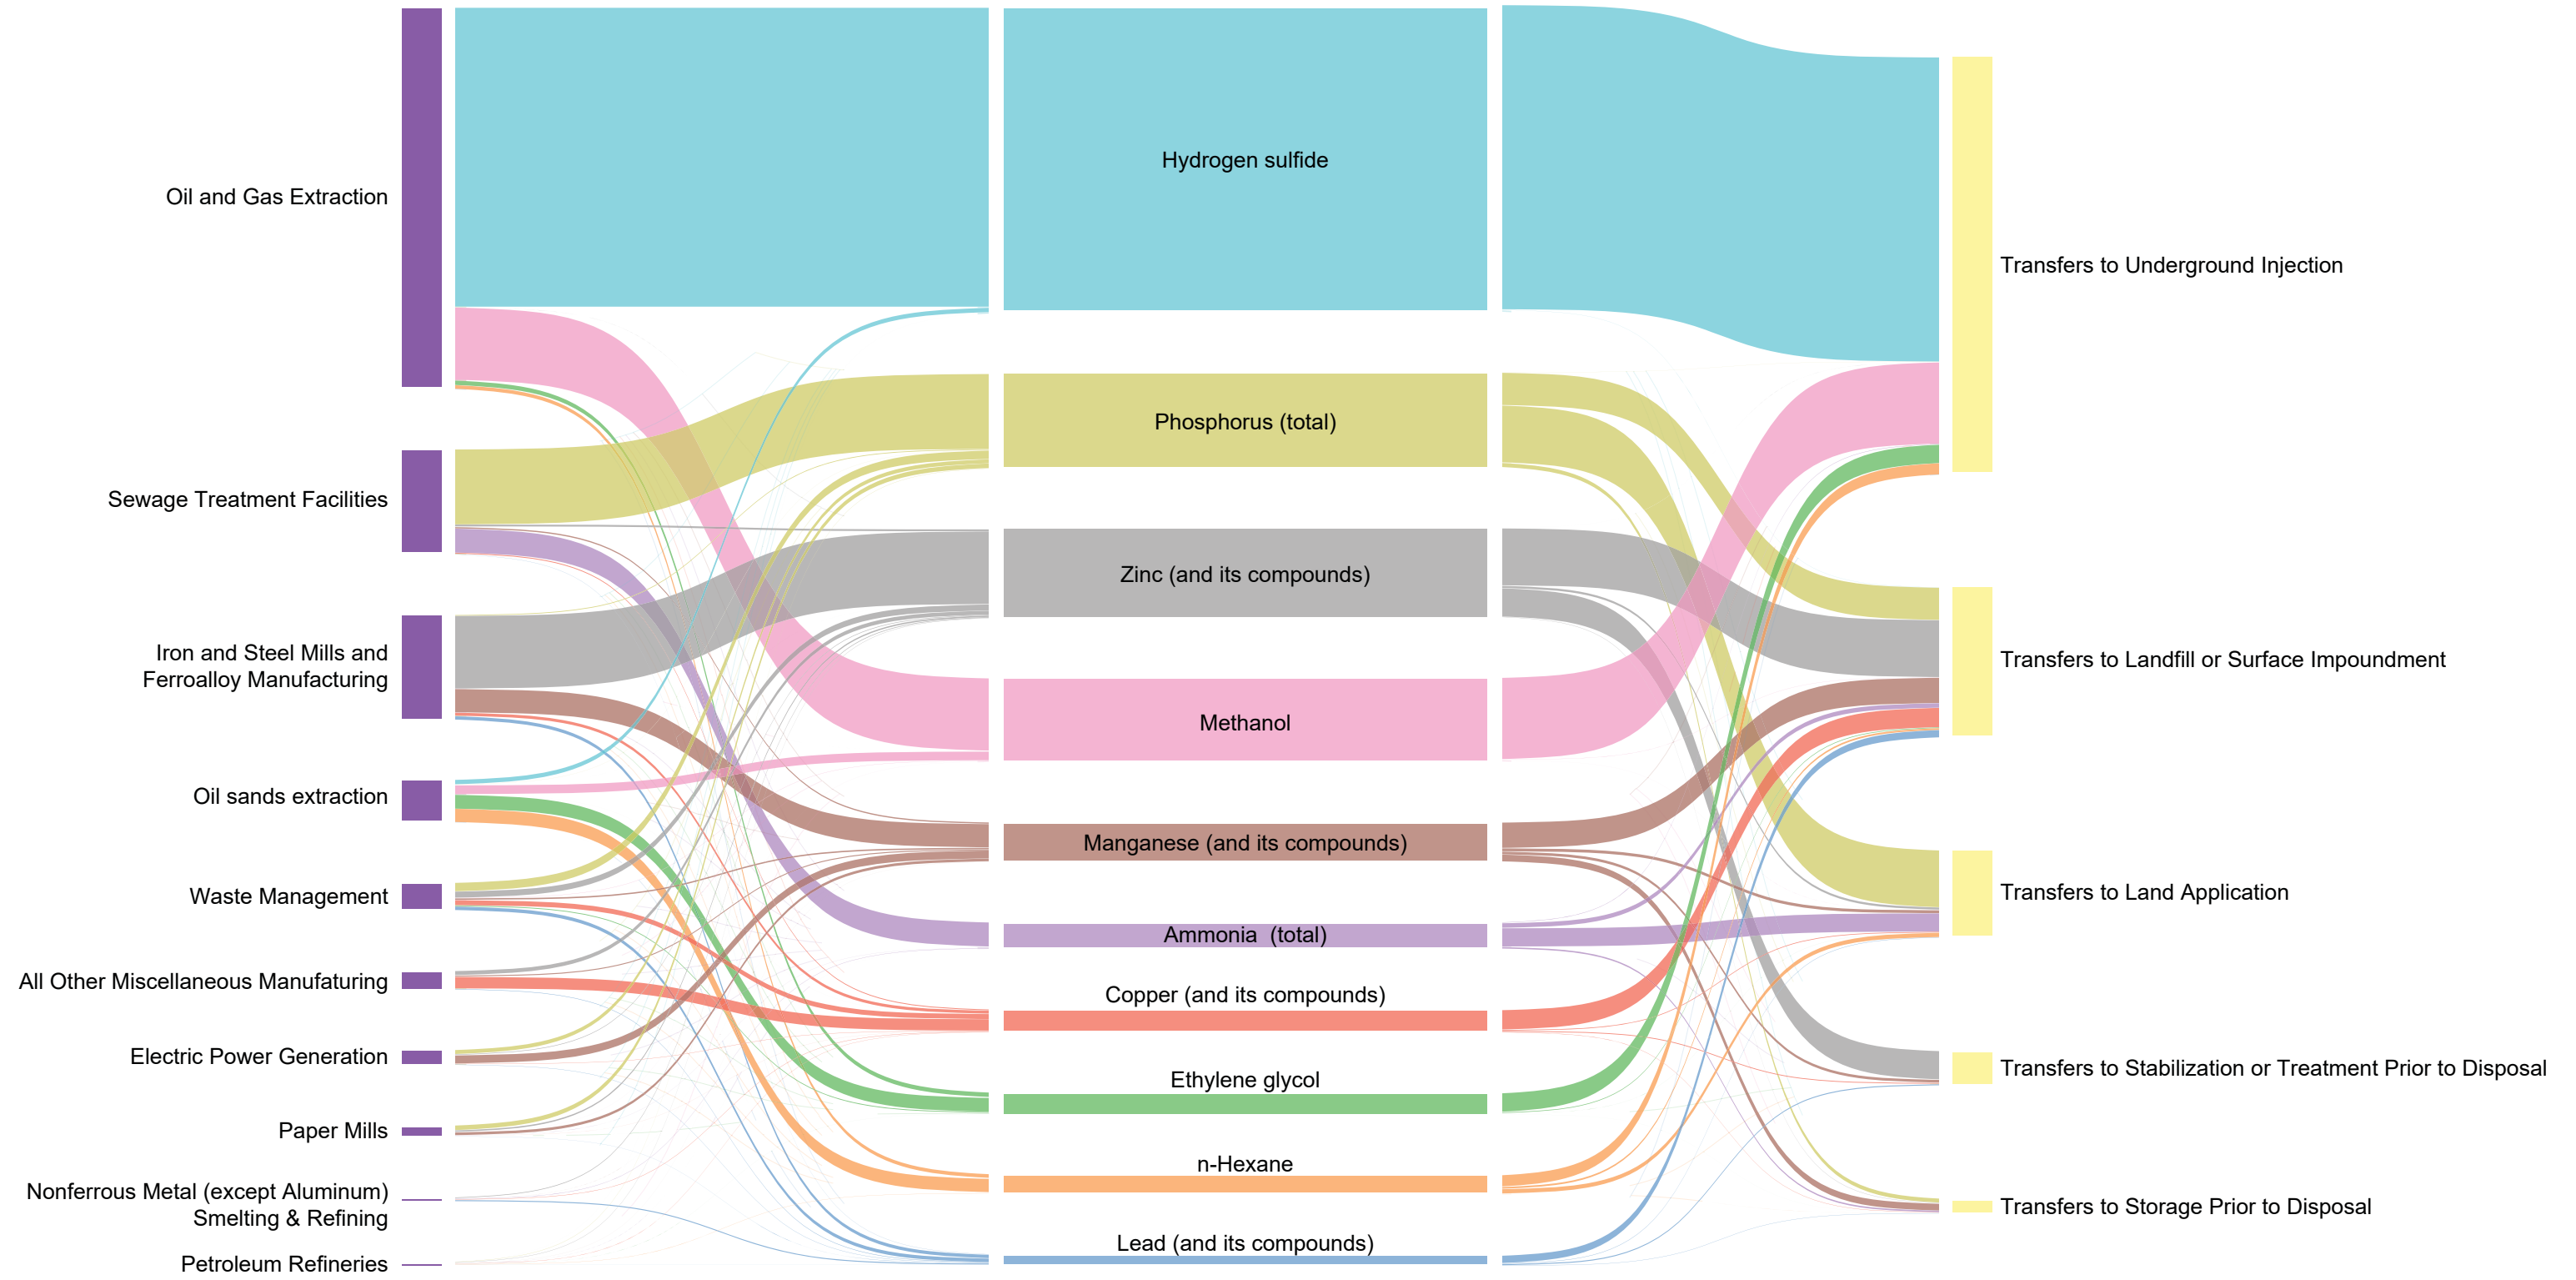 Oil and Gas Extraction
Sewage Treatment Facilities
Iron and Steel Mills and
Ferroalloy Manufacturing
Oil sands extraction
Waste Management
All Other Miscellaneous Manufaturing
Electric Power Generation
Paper Mills
Nonferrous Metal (except Aluminum)
Smelting & Refining
Petroleum Refineries
Hydrogen sulfide
Phosphorus (total)
Zinc (and its compounds)
Methanol
Manganese (and its compounds)
Ammonia  (total)
Copper (and its compounds)
Ethylene glycol
n-Hexane
Lead (and its compounds)
Transfers to Underground Injection
Transfers to Landfill or Surface Impoundment
Transfers to Land Application
Transfers to Stabilization or Treatment Prior to Disposal
Transfers to Storage Prior to Disposal